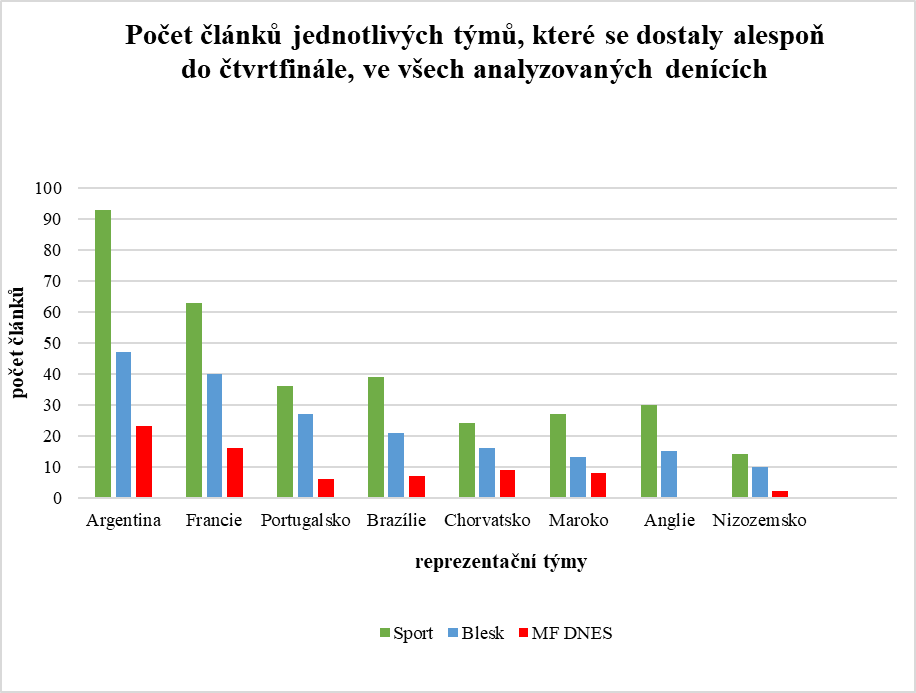 Počet článků jednotlivých týmů, které se dostaly alespoň
do čtvrtfinále, ve všech analyzovaných denících
100
90
80
70
60
50
40
30
20
10
0
počet článků
Argentina Francie Portugalsko Brazílie Chorvatsko Maroko Anglie Nizozemsko
reprezentační týmy
Sport Blesk MF DNES